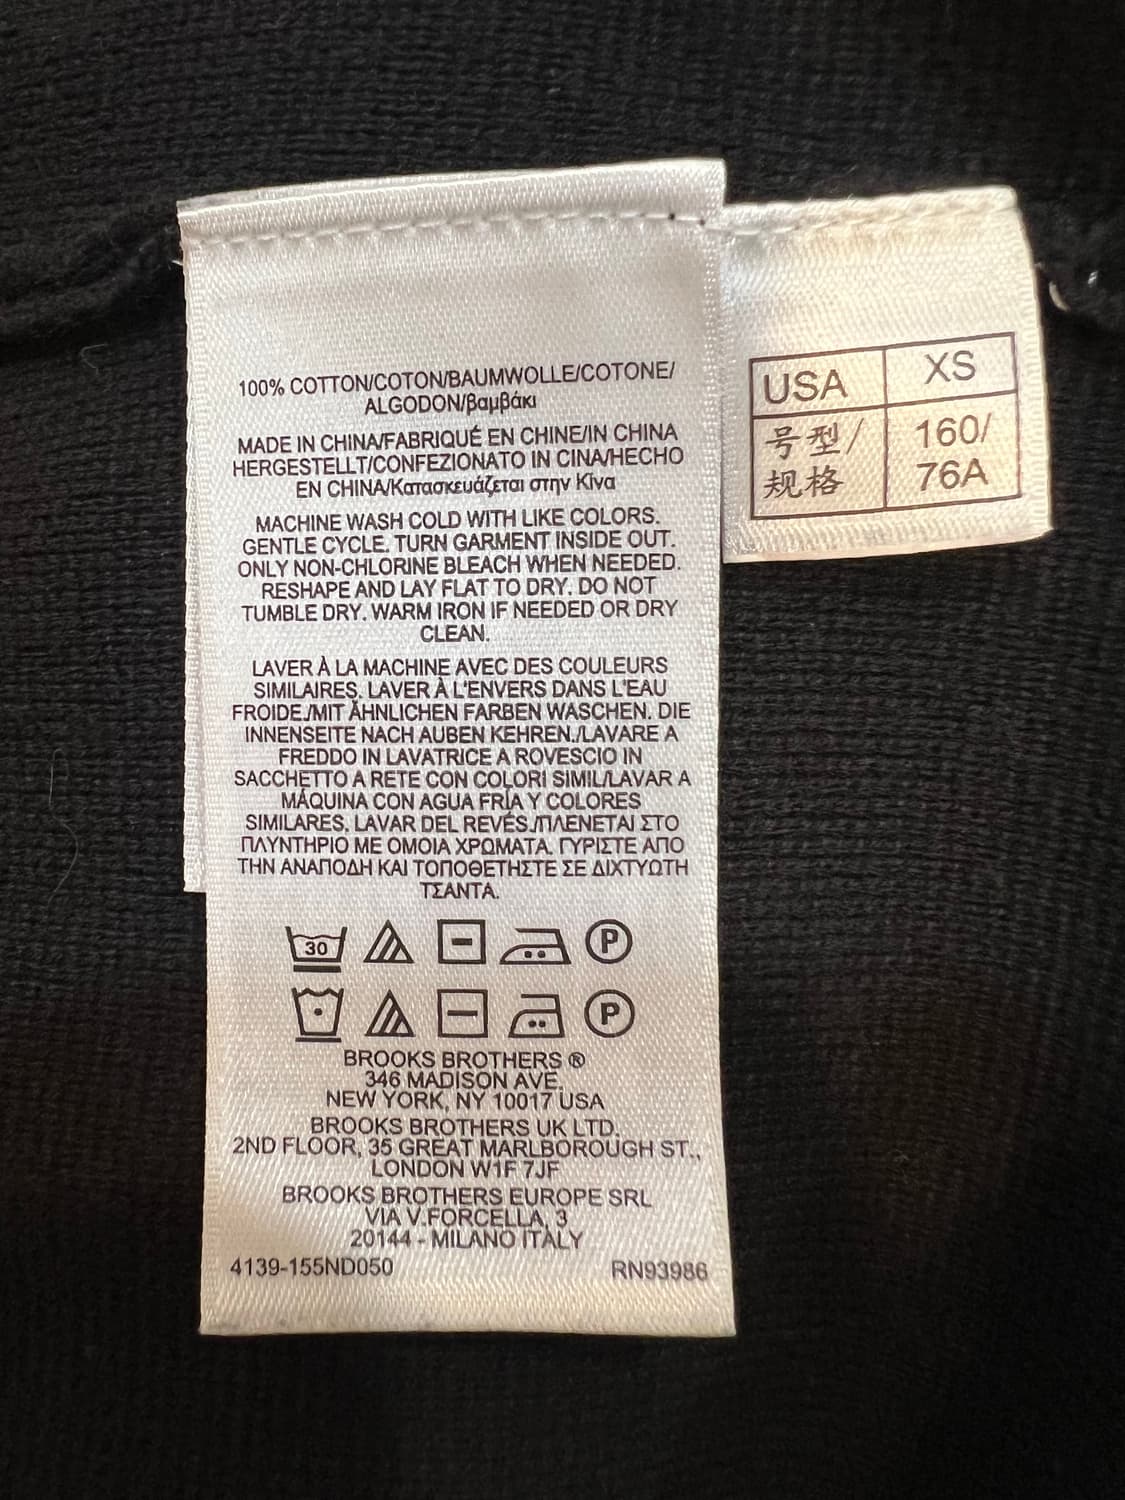 100% COTTON/COTON/BAUMWOLLE/COTONE/
ALGODON/βαμβάκι
MADE IN CHINA/FABRIQUÉ EN CHINE/IN CHINA
HERGESTELLT/CONFEZIONATO IN CINA/HECHO
EN CHINA/Κατασκευάζεται στην Κίνα
MACHINE WASH COLD WITH LIKE COLORS.
GENTLE CYCLE. TURN GARMENT INSIDE OUT.
ONLY NON-CHLORINE BLEACH WHEN NEEDED.
RESHAPE AND LAY FLAT TO DRY. DO NOT
TUMBLE DRY. WARM IRON IF NEEDED OR DRY
CLEAN.
LAVER À LA MACHINE AVEC DES COULEURS
SIMILAIRES. LAVER À L'ENVERS DANS L'EAU
FROIDE./MIT ÄHNLICHEN FARBEN WASCHEN. DIE
INNENSEITE NACH AUBEN KEHREN./LAVARE A
FREDDO IN LAVATRICE A ROVESCIO IN
SACCHETTO A RETE CON COLORI SIMIL/LAVAR A
MÁQUINA CON AGUA FRÍA Y COLORES
SIMILARES. LAVAR DEL REVÉS./ΠΛΕΝΕΤΑΙ ΣΤΟ
ΠΛΥΝΤΗΡΙΟ ΜΕ ΟΜΟΙΑ ΧΡΩΜΑΤΑ. ΓΥΡΙΣΤΕ ΑΠΟ
ΤΗΝ ΑΝΑΠΟΔΗ ΚΑΙ ΤΟΠΟΘΕΤΗΣΤΕ ΣΕ ΔΙΧΤΥΩΤΗ
ΤΣΑΝΤΑ.
30 P
P
BROOKS BROTHERS ®
346 MADISON AVE.
NEW YORK, NY 10017 USA
BROOKS BROTHERS UK LTD.
2ND FLOOR, 35 GREAT MARLBOROUGH ST.,
LONDON W1F 7JF
BROOKS BROTHERS EUROPE SRL
VIA V.FORCELLA, 3
20144 - MILANO ITALY
4139-155ND050 RN93986
USA XS
号型/ 160/
规格 76A